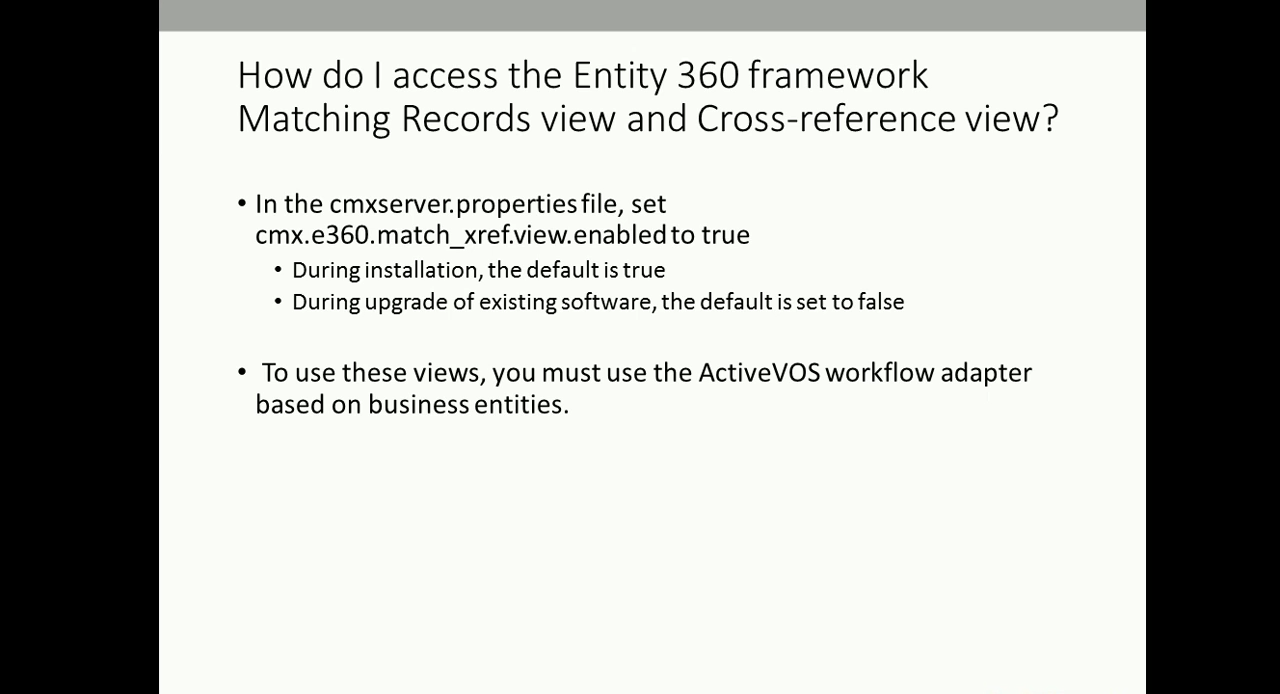 How do I access the Entity 360 framework
Matching Records view and Cross-reference view?
• In the cmxserver.properties file, set
cmx.e360.match_xref.view.enabled to true
• During installation, the default is true
• During upgrade of existing software, the default is set to false
• To use these views, you must use the ActiveVOS workflow adapter
based on business entities.